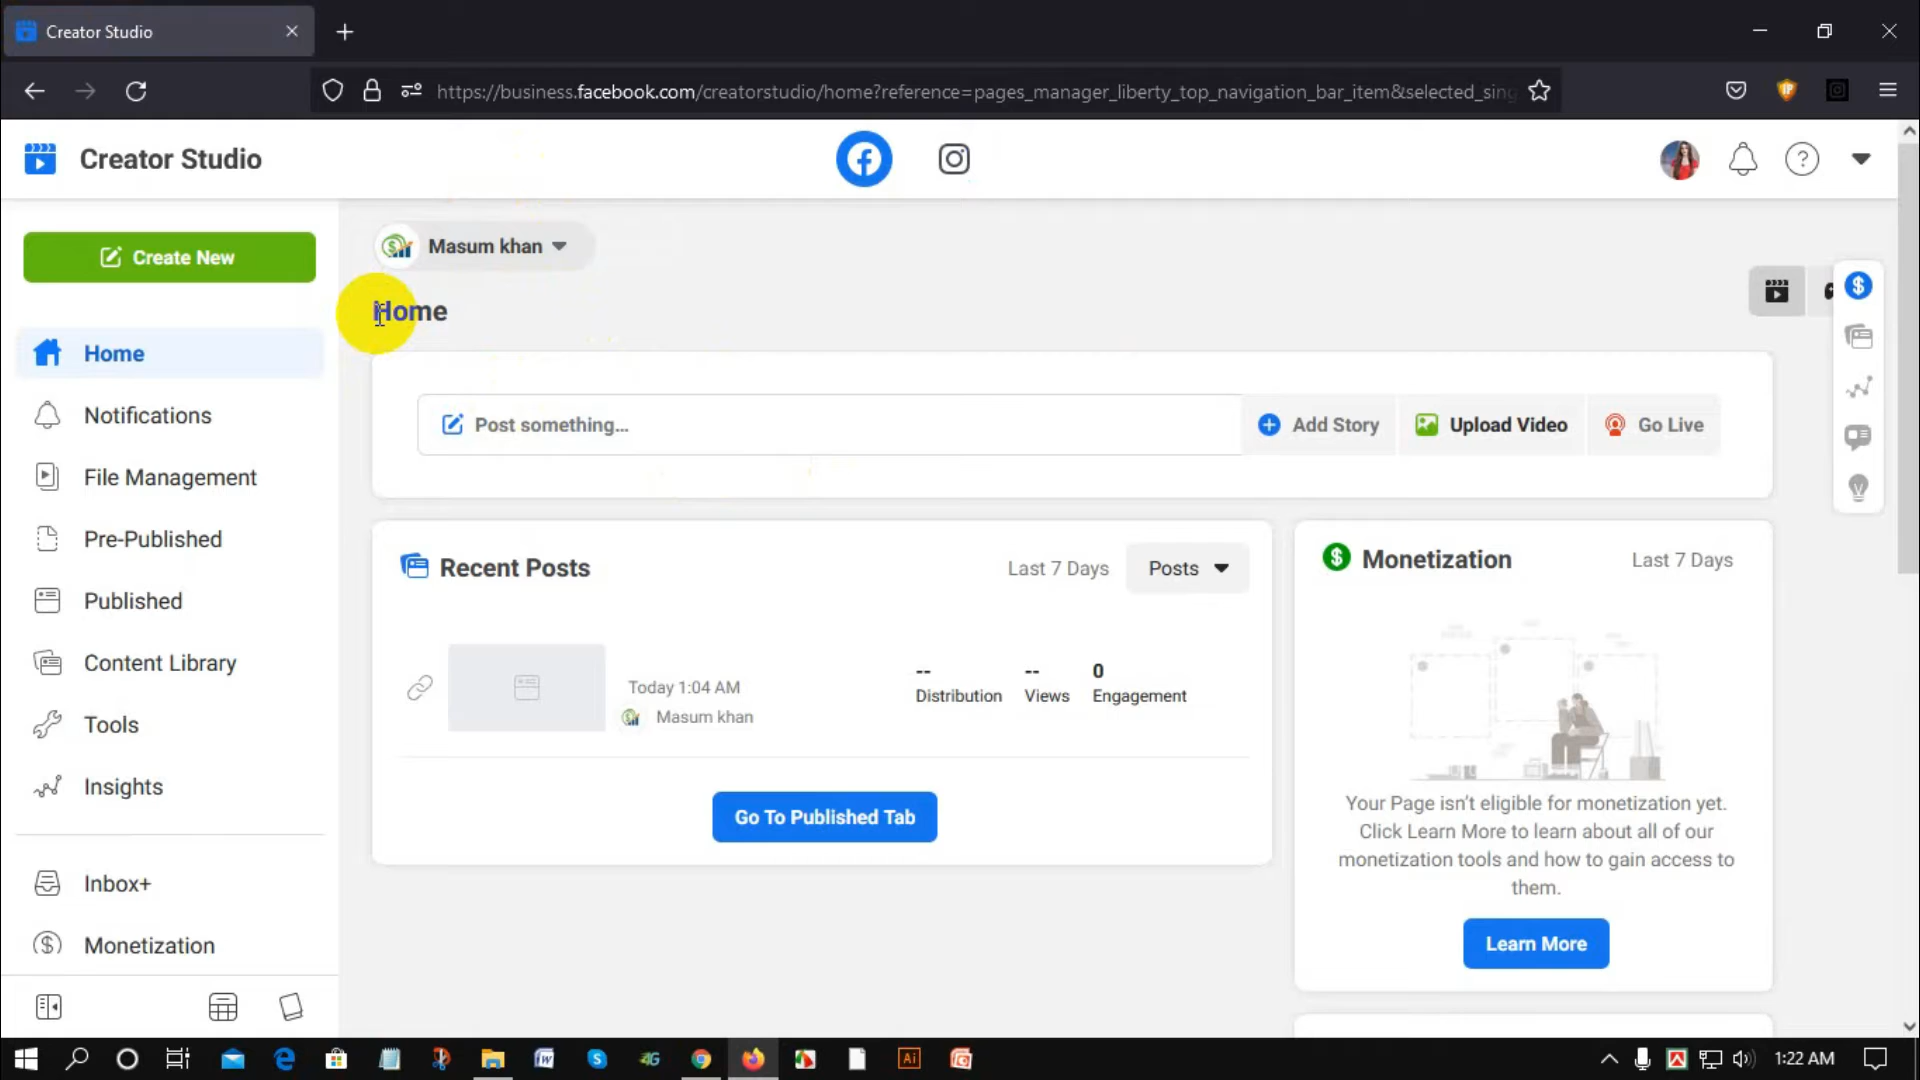 Creator Studio
https://business.facebook.com/creatorstudio/home?reference=pages_manager_liberty_top_navigation_bar_item&selected_sing
Creator Studio
Create New
Masum khan
Home
Home
Notifications
File Management
Pre-Published
Published
Content Library
Tools
Insights
Inbox+
Monetization
Post something...
Add Story
Upload Video
Go Live
Recent Posts
Last 7 Days
Posts
Today 1:04 AM
Masum khan
--
Distribution
--
Views
0
Engagement
Go To Published Tab
Monetization
Last 7 Days
Your Page isn't eligible for monetization yet.
Click Learn More to learn about all of our
monetization tools and how to gain access to
them.
Learn More
1:22 AM